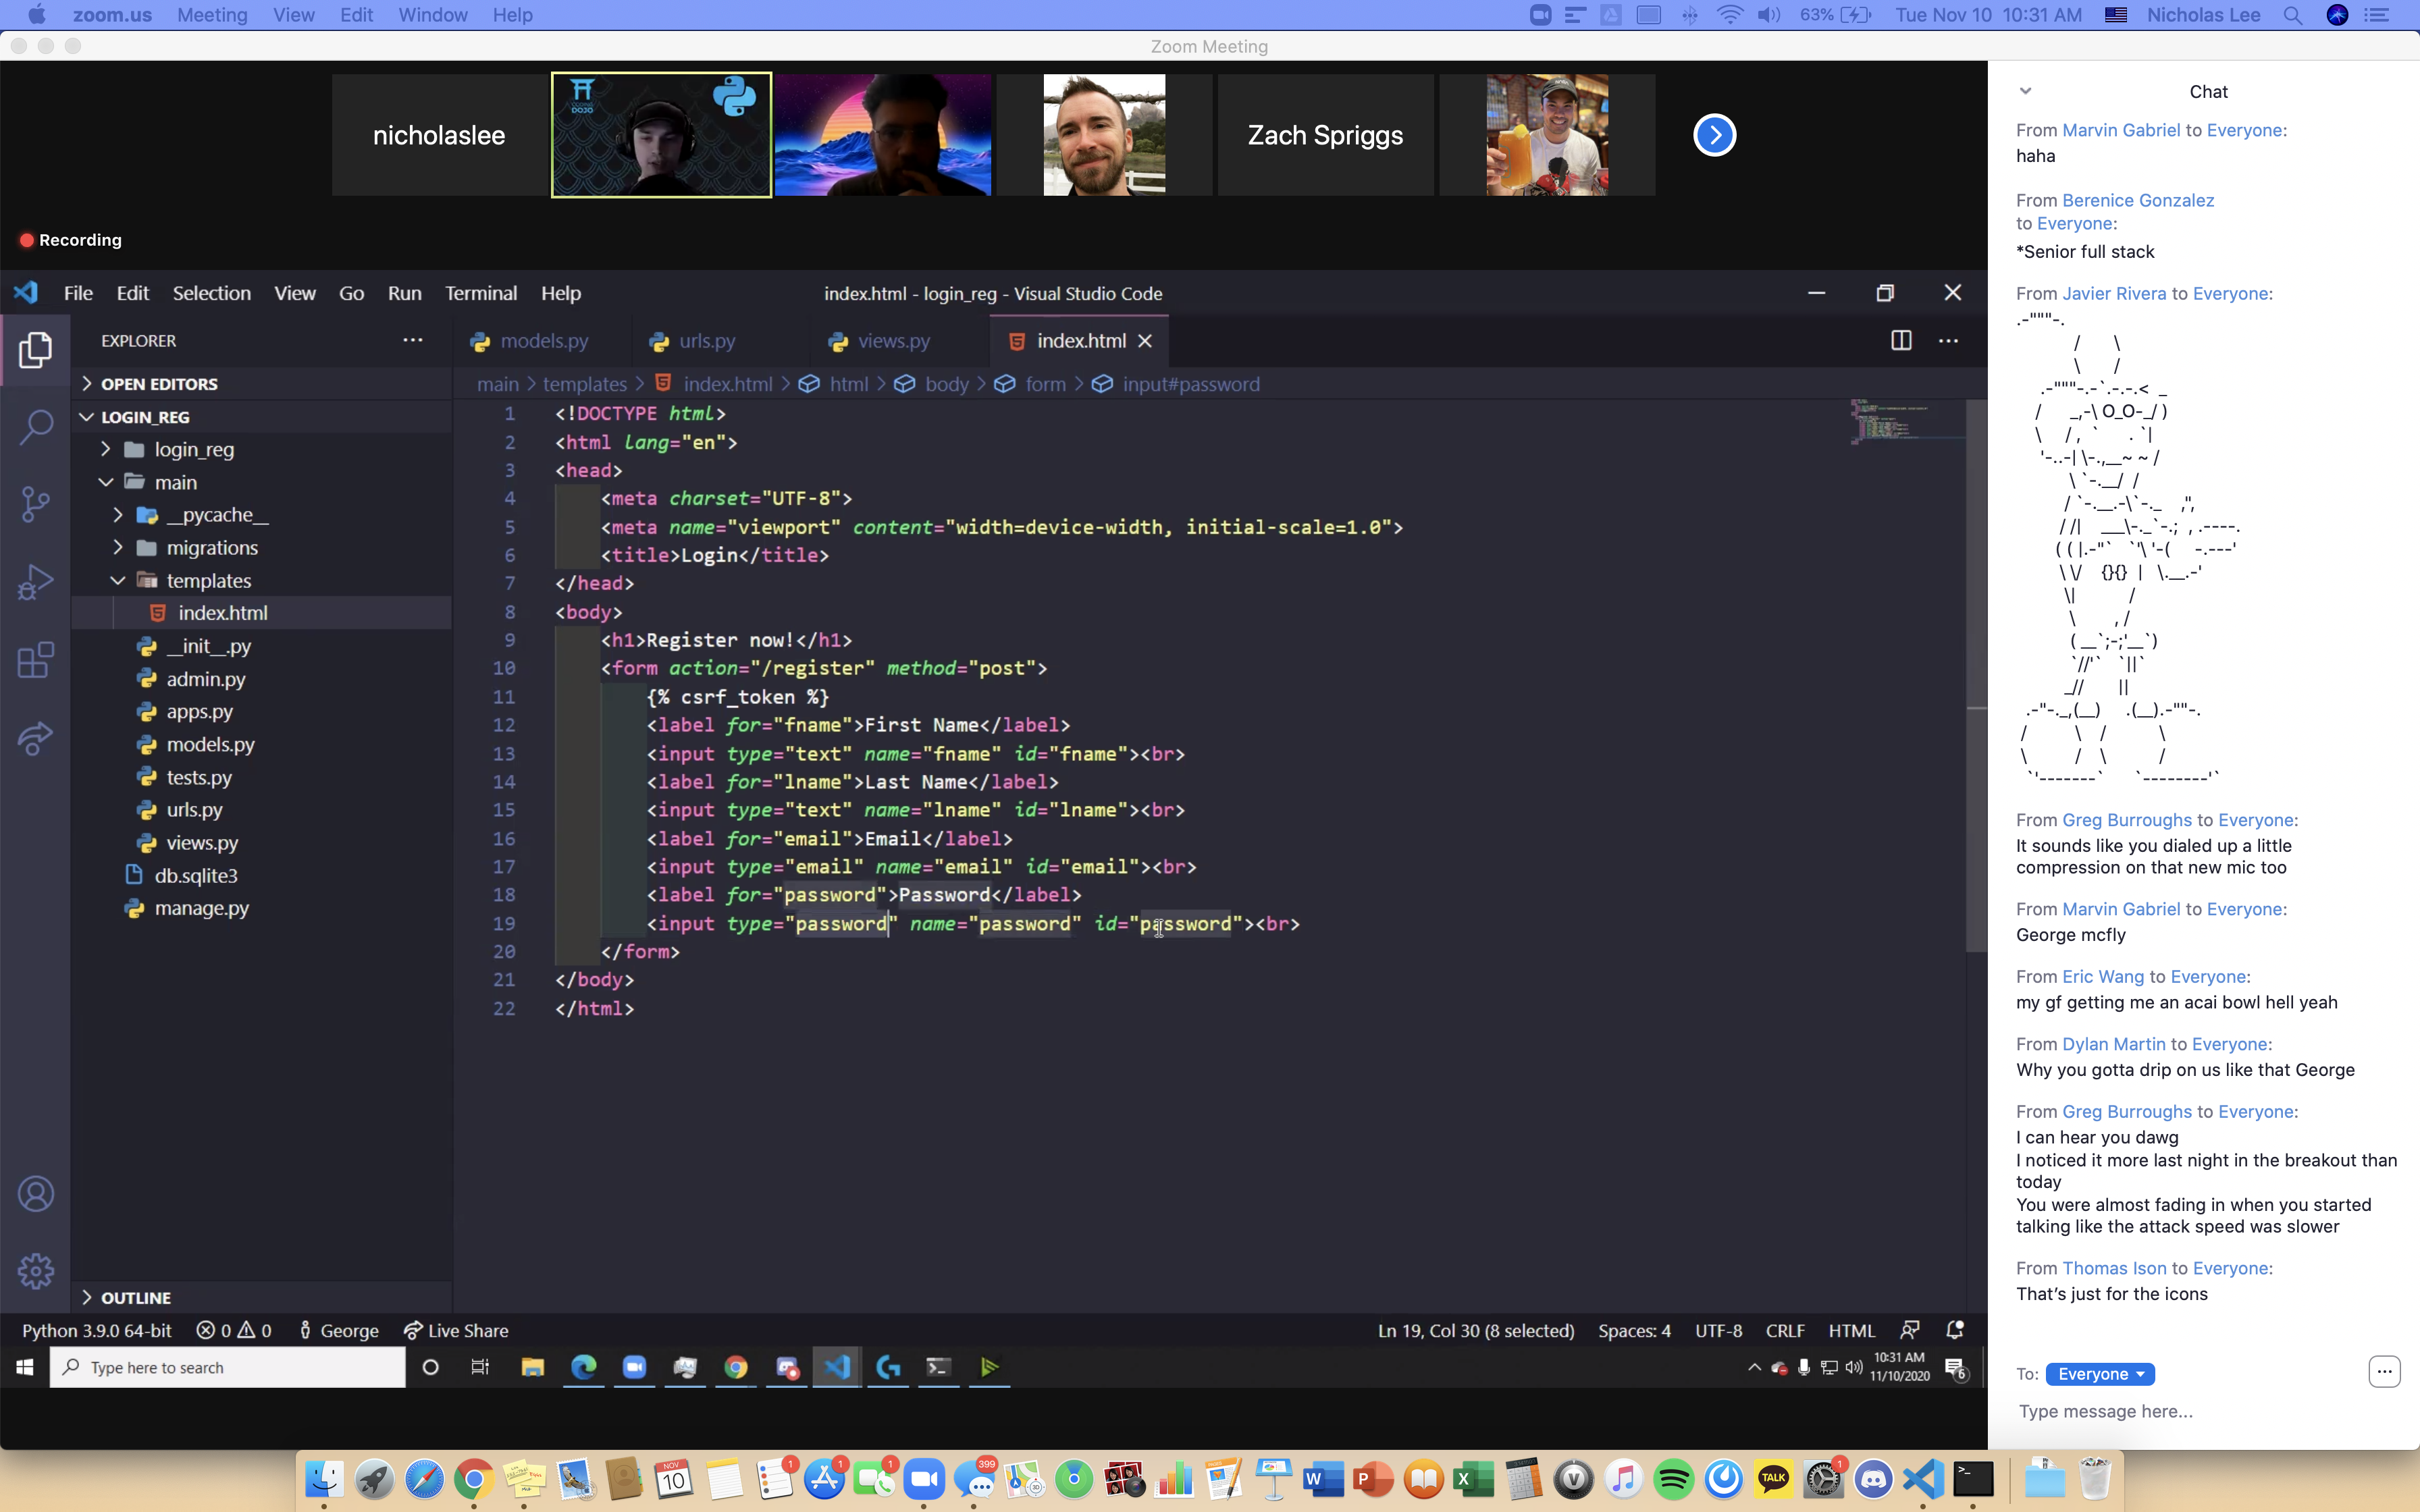 zoom.us Meeting View Edit Window Help 63% Tue Nov 10 10:31 AM Nicholas Lee
Zoom Meeting
nicholaslee
CODING DOJO
Zach Spriggs
Recording
File Edit Selection View Go Run Terminal Help index.html - login_reg - Visual Studio Code
EXPLORER ...
models.py urls.py views.py index.html
main > templates > index.html > html > body > form > input#password
OPEN EDITORS
LOGIN_REG
login_reg
main
__pycache__
migrations
templates
index.html
__init__.py
admin.py
apps.py
models.py
tests.py
urls.py
views.py
db.sqlite3
manage.py
OUTLINE
1 <!DOCTYPE html>
2 <html lang="en">
3 <head>
4 <meta charset="UTF-8">
5 <meta name="viewport" content="width=device-width, initial-scale=1.0">
6 <title>Login</title>
7 </head>
8 <body>
9 <h1>Register now!</h1>
10 <form action="/register" method="post">
11 {% csrf_token %}
12 <label for="fname">First Name</label>
13 <input type="text" name="fname" id="fname"><br>
14 <label for="lname">Last Name</label>
15 <input type="text" name="lname" id="lname"><br>
16 <label for="email">Email</label>
17 <input type="email" name="email" id="email"><br>
18 <label for="password">Password</label>
19 <input type="password" name="password" id="password"><br>
20 </form>
21 </body>
22 </html>
Python 3.9.0 64-bit 0 0 George Live Share Ln 19, Col 30 (8 selected) Spaces: 4 UTF-8 CRLF HTML
Type here to search
10:31 AM
11/10/2020
6
Chat
From Marvin Gabriel to Everyone:
haha
From Berenice Gonzalez
to Everyone:
*Senior full stack
From Javier Rivera to Everyone:
From Greg Burroughs to Everyone:
It sounds like you dialed up a little
compression on that new mic too
From Marvin Gabriel to Everyone:
George mcfly
From Eric Wang to Everyone:
my gf getting me an acai bowl hell yeah
From Dylan Martin to Everyone:
Why you gotta drip on us like that George
From Greg Burroughs to Everyone:
I can hear you dawg
I noticed it more last night in the breakout than
today
You were almost fading in when you started
talking like the attack speed was slower
From Thomas Ison to Everyone:
That's just for the icons
To: Everyone
Type message here...
NOV
10
1
1
1
399
W
P
X
V
TALK
1